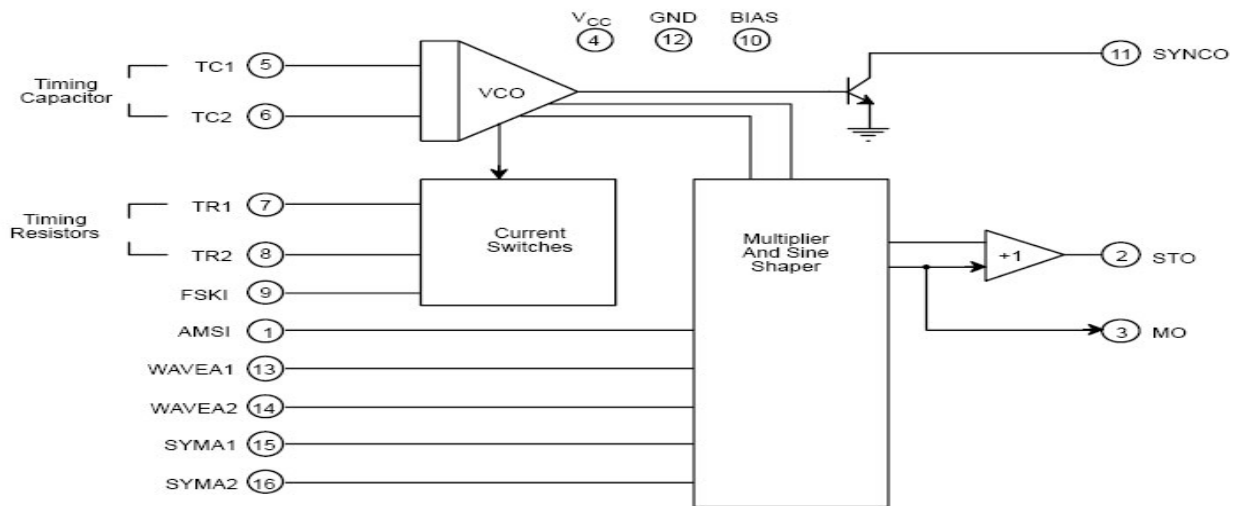 VCC GND BIAS
4 12 10
TC1 5
11 SYNCO
Timing
Capacitor
VCO
TC2 6
TR1 7
Timing
Resistors
Current
Switches
Multiplier
And Sine
Shaper
TR2 8
+1
2 STO
FSKI 9
AMSI 1
3 MO
WAVEA1 13
WAVEA2 14
SYMA1 15
SYMA2 16